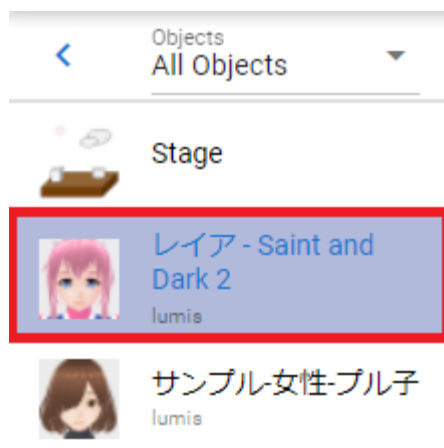 Objects
All Objects
Stage
レイア - Saint and
Dark 2
lumis
サンプル-女性-プル子
lumis